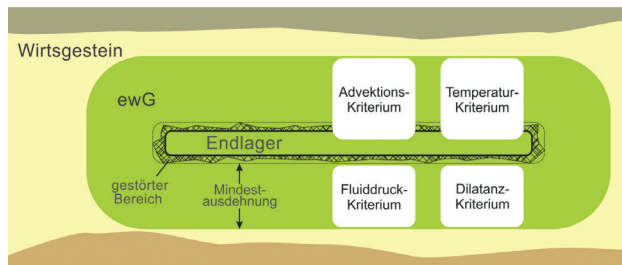 Wirtsgestein
ewG
Advektions-
Kriterium
Temperatur-
Kriterium
Endlager
gestörter
Bereich
Mindest-
ausdehnung
Fluiddruck-
Kriterium
Dilatanz-
Kriterium